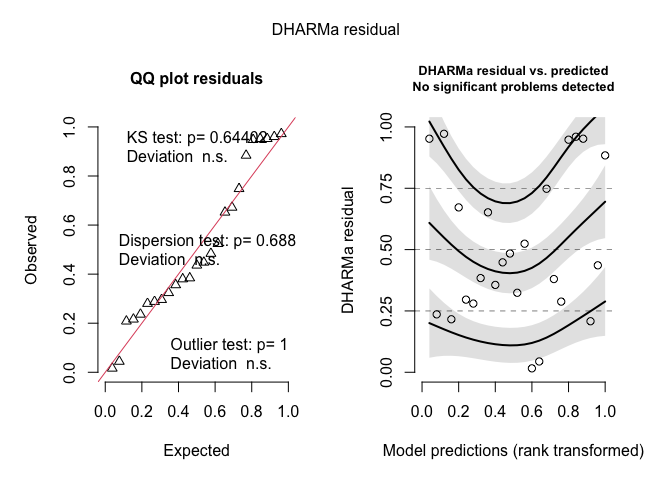 DHARMa residual
QQ plot residuals
KS test: p= 0.64402
Deviation n.s.
Dispersion test: p= 0.688
Deviation n.s.
Outlier test: p= 1
Deviation n.s.
Observed
0.0
0.2
0.4
0.6
0.8
1.0
0.0
0.2
0.4
0.6
0.8
1.0
Expected
DHARMa residual vs. predicted
No significant problems detected
DHARMa residual
0.00
0.25
0.50
0.75
1.00
0.0
0.2
0.4
0.6
0.8
1.0
Model predictions (rank transformed)